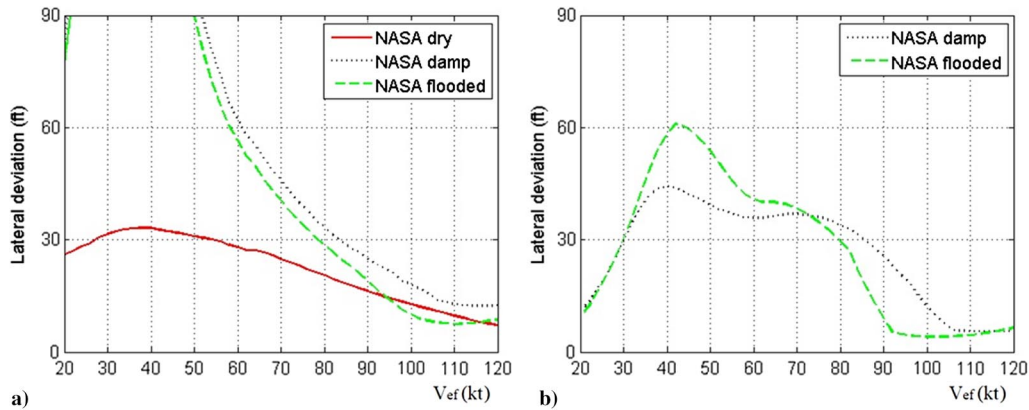 90
60
30
0
Lateral deviation (ft)
NASA dry
NASA damp
NASA flooded
20 30 40 50 60 70 80 90 100 110 120
Vef (kt)
a)
90
60
30
0
Lateral deviation (ft)
NASA damp
NASA flooded
20 30 40 50 60 70 80 90 100 110 120
Vef (kt)
b)